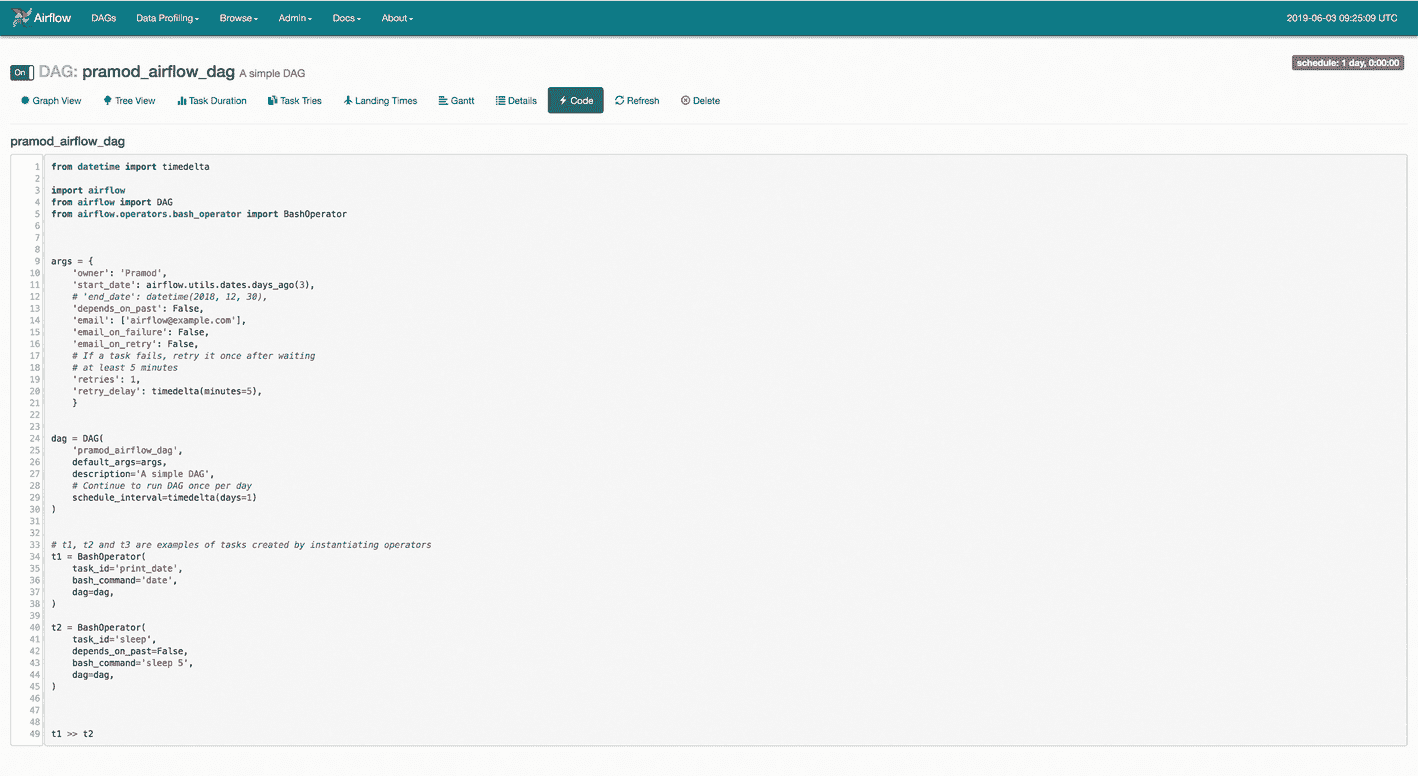 Airflow DAGs Data Profiling Browse Admin Docs About 2019-06-03 09:25:09 UTC
schedule: 1 day, 0:00:00
On DAG: pramod_airflow_dag A simple DAG
Graph View Tree View Task Duration Task Tries Landing Times Gantt Details Code Refresh Delete
pramod_airflow_dag
1 from datetime import timedelta
2
3 import airflow
4 from airflow import DAG
5 from airflow.operators.bash_operator import BashOperator
6
7
8
9 args = {
10     'owner': 'Pramod',
11     'start_date': airflow.utils.dates.days_ago(3),
12     # 'end_date': datetime(2018, 12, 30),
13     'depends_on_past': False,
14     'email': ['airflow@example.com'],
15     'email_on_failure': False,
16     'email_on_retry': False,
17     # If a task fails, retry it once after waiting
18     # at least 5 minutes
19     'retries': 1,
20     'retry_delay': timedelta(minutes=5),
21     }
22
23
24 dag = DAG(
25     'pramod_airflow_dag',
26     default_args=args,
27     description='A simple DAG',
28     # Continue to run DAG once per day
29     schedule_interval=timedelta(days=1)
30 )
31
32
33 # t1, t2 and t3 are examples of tasks created by instantiating operators
34 t1 = BashOperator(
35     task_id='print_date',
36     bash_command='date',
37     dag=dag,
38 )
39
40 t2 = BashOperator(
41     task_id='sleep',
42     depends_on_past=False,
43     bash_command='sleep 5',
44     dag=dag,
45 )
46
47
48
49 t1 >> t2